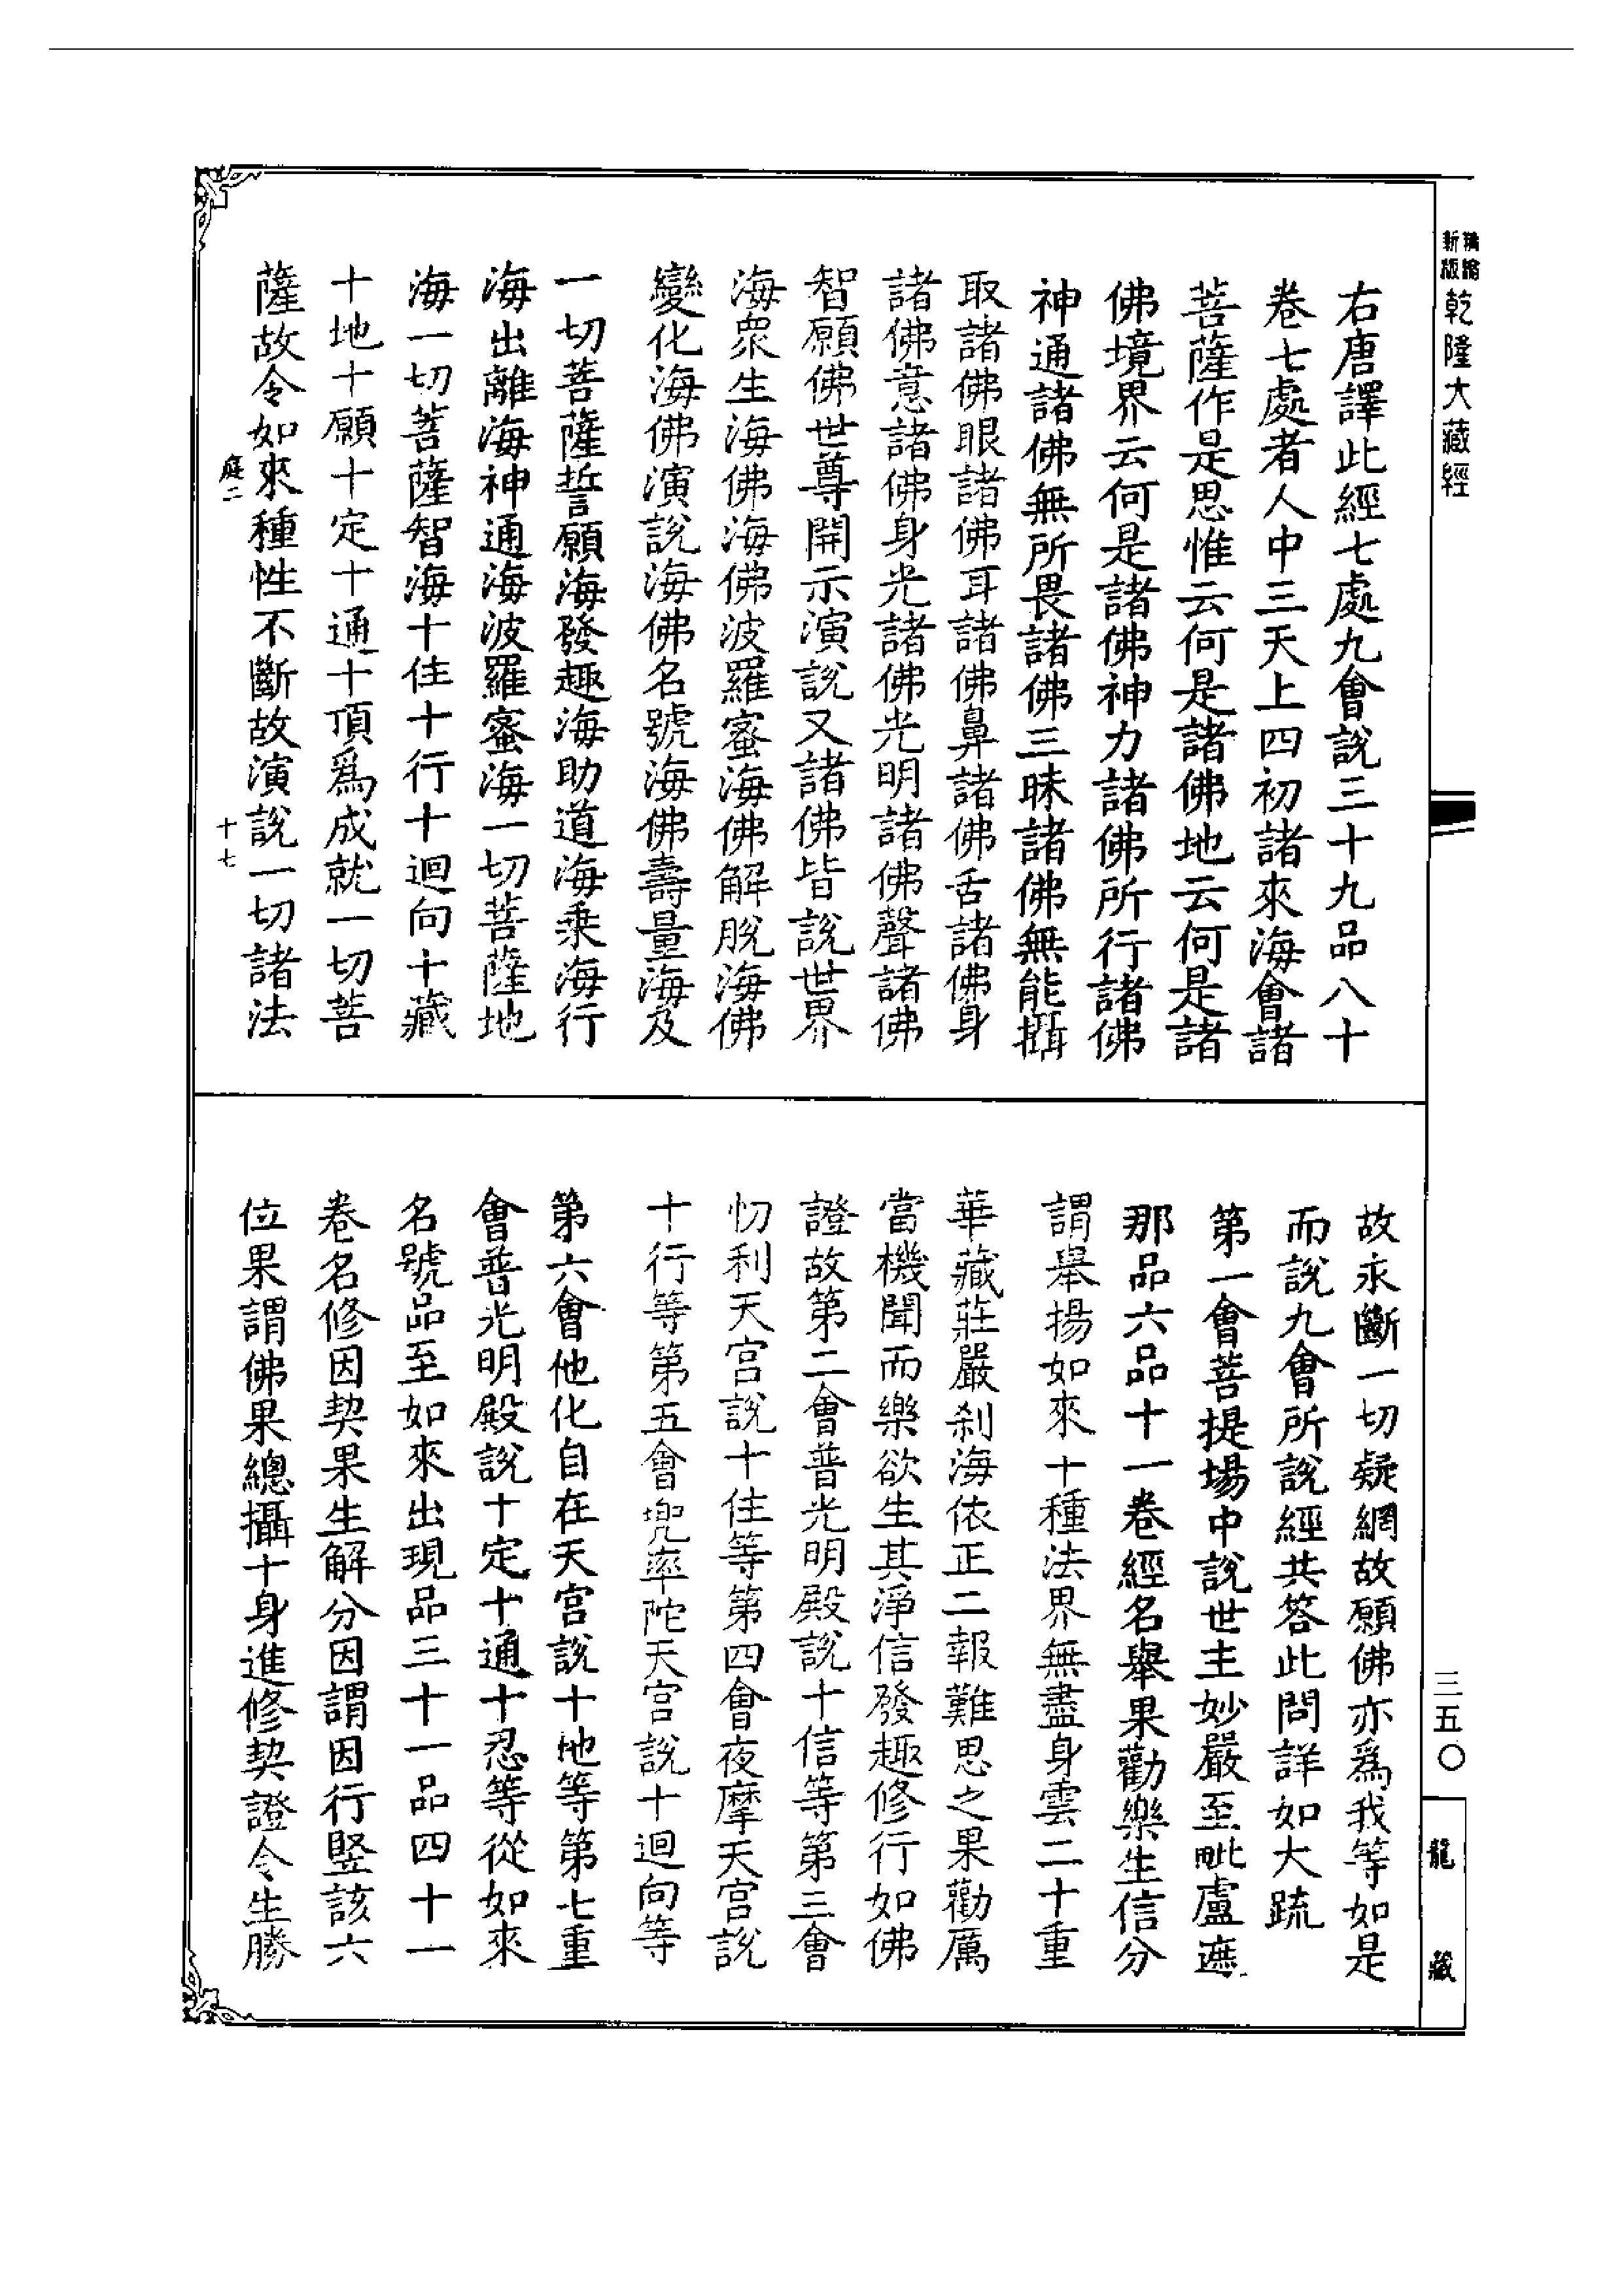 新版精縮乾隆大藏經
右唐譯此經七處九會說三十九品八十
卷七處者人中三天上四初諸來海會諸
菩薩作是思惟云何是諸佛地云何是諸
佛境界云何是諸佛神力諸佛所行諸佛
神通諸佛無所畏諸佛三昧諸佛無能攝
取諸佛眼諸佛耳諸佛鼻諸佛舌諸佛身
諸佛意諸佛身光諸佛光明諸佛聲諸佛
智願佛世尊開示演說又諸佛皆說世界
海眾生海佛海佛波羅蜜海佛解脫海佛
變化海佛演說海佛名號海佛壽量海及
一切菩薩誓願海發趣海助道海乘海行
海出離海神通海波羅蜜海一切菩薩地
海一切菩薩智海十住十行十迴向十藏
十地十願十定十通十頂為成就一切菩
薩故令如來種性不斷故演說一切諸法
庭二
十七
故永斷一切疑網故願佛亦爲我等如是
而說九會所說經共答此問詳如大疏
第一會菩提場中說世主妙嚴至毗盧遮
那品六品十一卷經名舉果勸樂生信分
謂舉揚如來十種法界無盡身雲二十重
華藏莊嚴刹海依正二報難思之果勸厲
當機聞而樂欲生其淨信發趣修行如佛
證故第二會普光明殿說十信等第三會
忉利天宮說十住等第四會夜摩天宮說
十行等第五會兜率陀天宮說十迴向等
第六會他化自在天宮說十地等第七重
會普光明殿說十定十通十忍等從如來
名號品至如來出現品三十一品四十一
卷名修因契果生解分因謂因行竪該六
位果謂佛果總攝十身進修契證令生勝
三五〇
龍藏